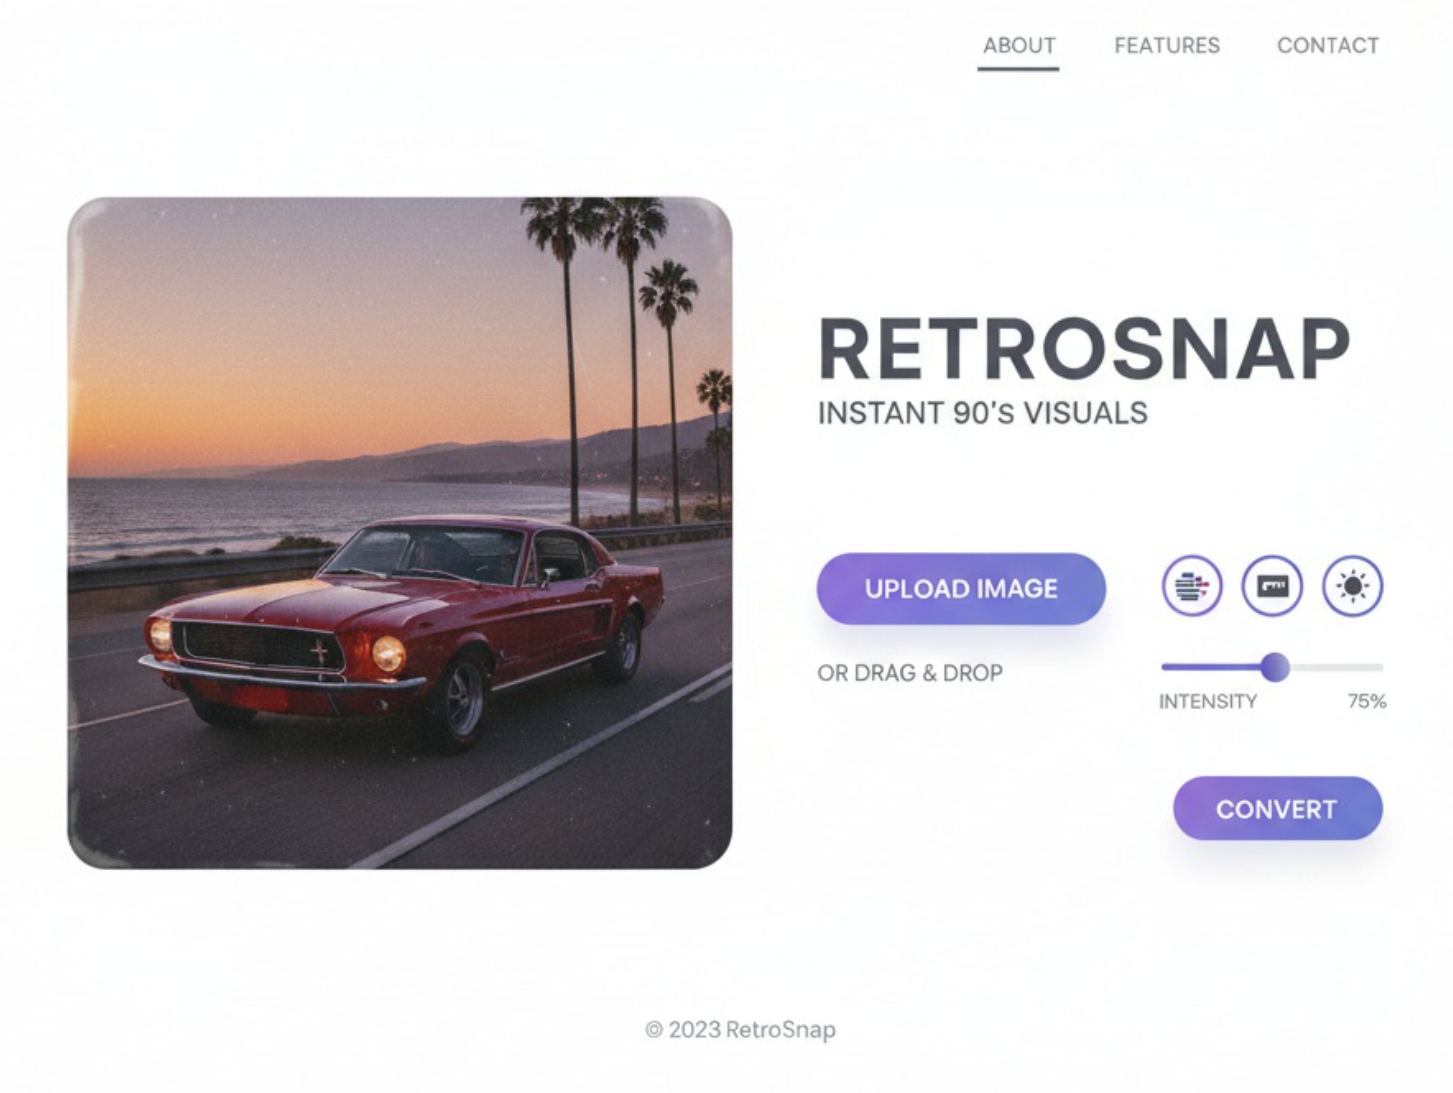 ABOUT FEATURES CONTACT
RETROSNAP
INSTANT 90's VISUALS
UPLOAD IMAGE
OR DRAG & DROP
INTENSITY 75%
CONVERT
© 2023 RetroSnap